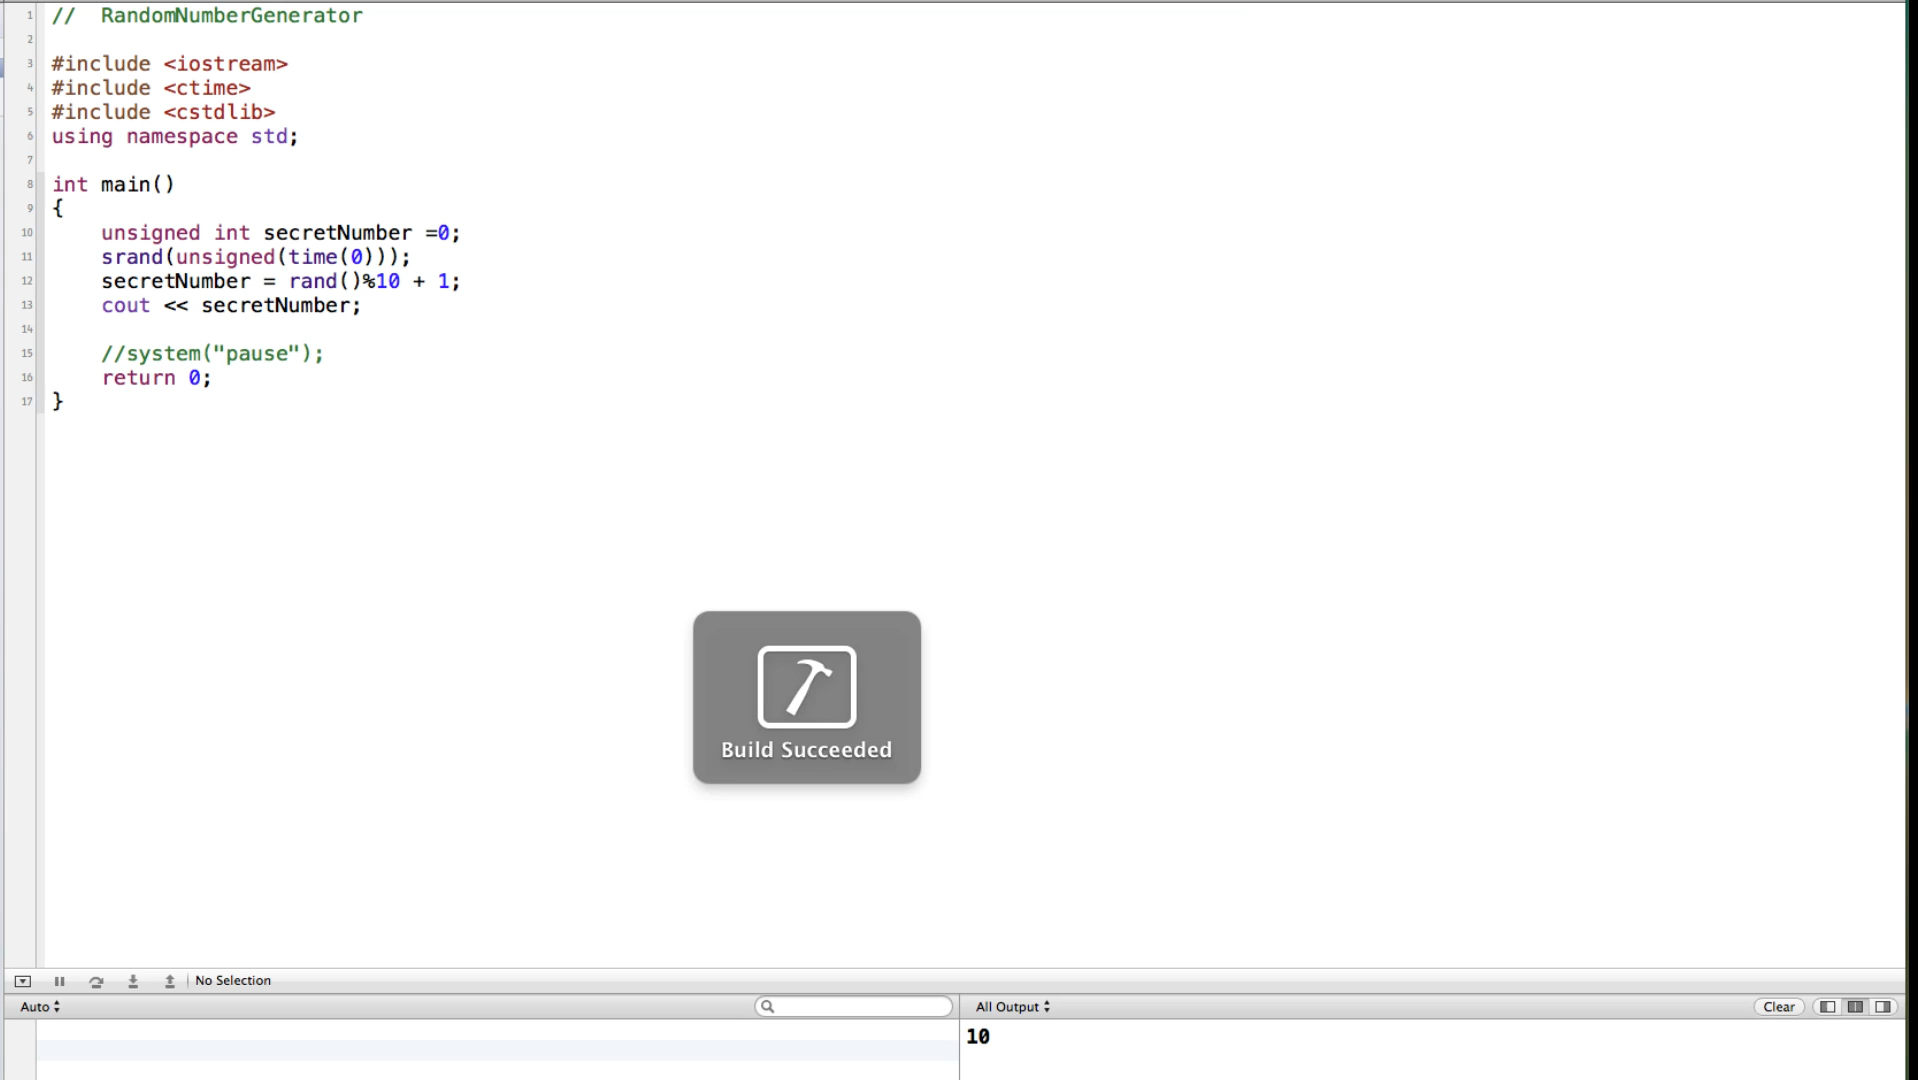 1 //  RandomNumberGenerator
2
3 #include <iostream>
4 #include <ctime>
5 #include <cstdlib>
6 using namespace std;
7
8 int main()
9 {
10     unsigned int secretNumber =0;
11     srand(unsigned(time(0)));
12     secretNumber = rand()%10 + 1;
13     cout << secretNumber;
14
15     //system("pause");
16     return 0;
17 }
Build Succeeded
No Selection
Auto
All Output
Clear
10